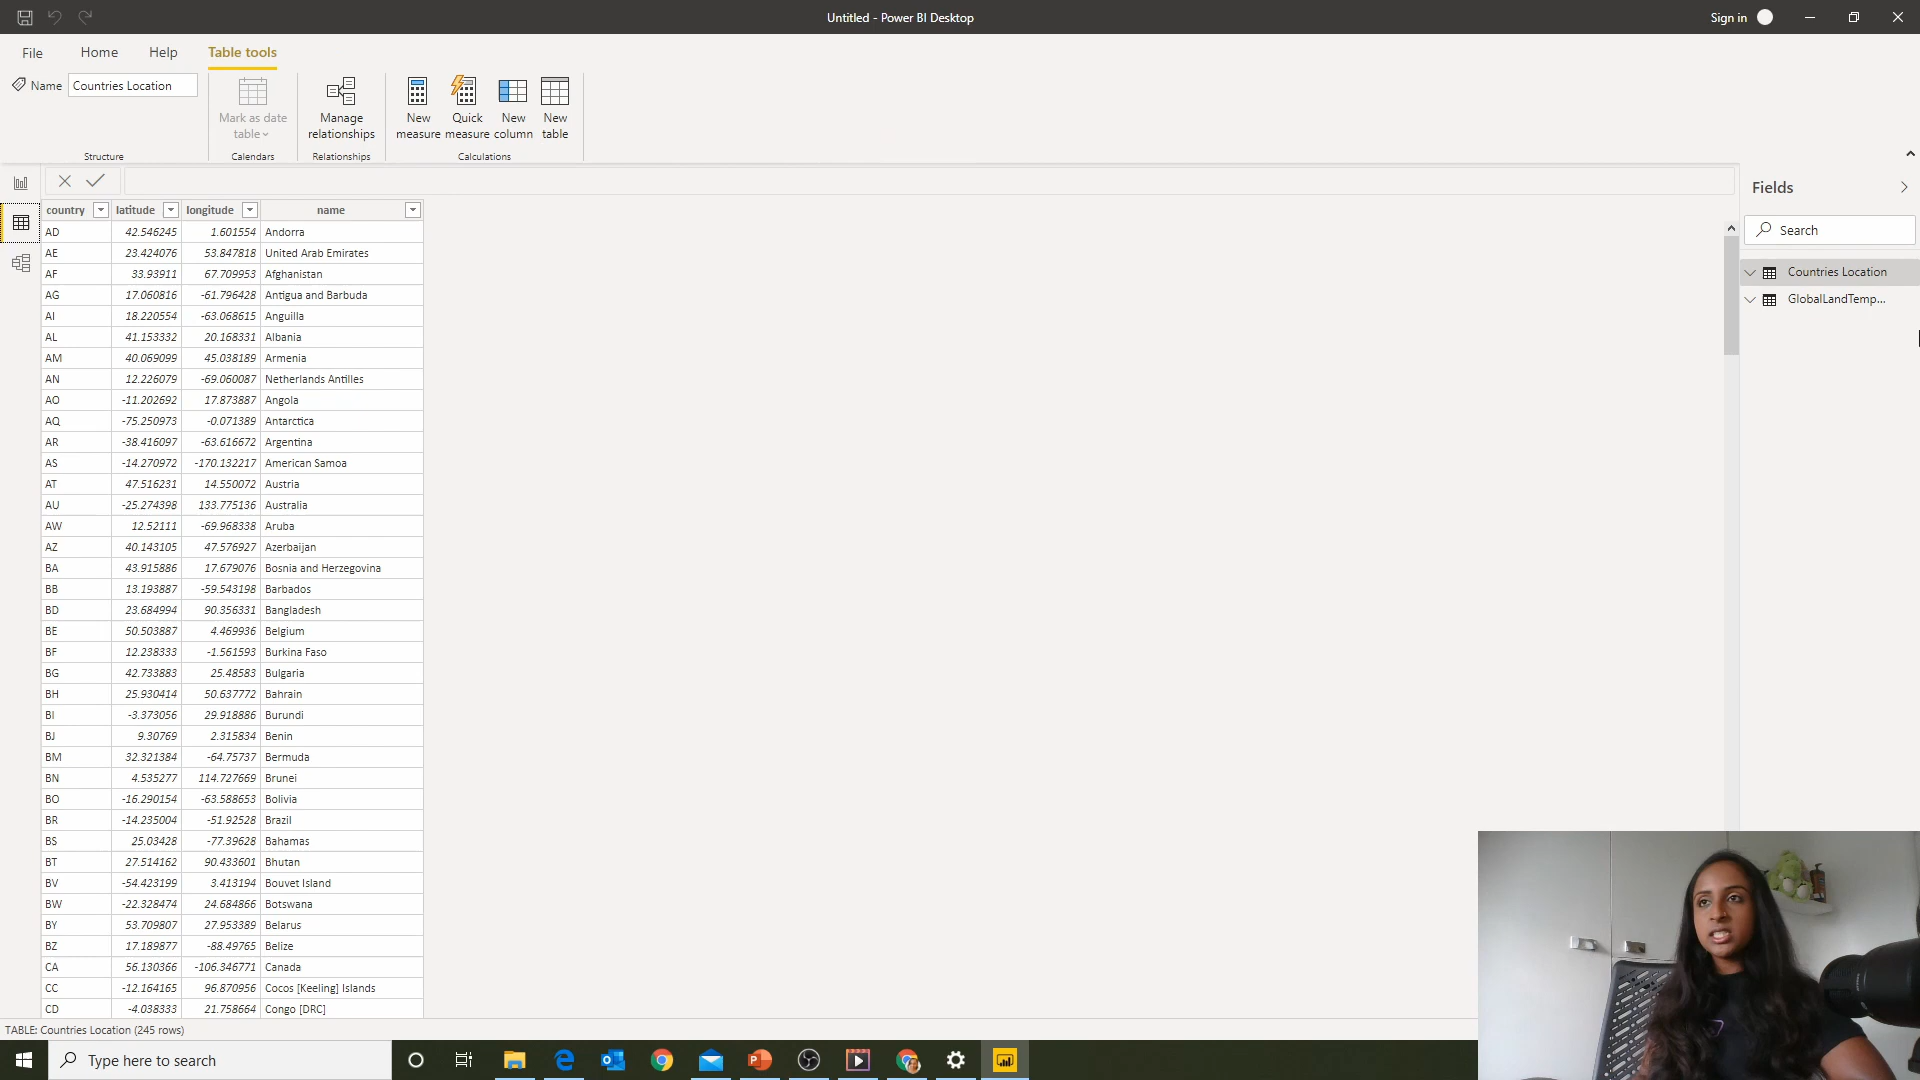 Untitled - Power BI Desktop
Sign in
File Home Help Table tools
Name Countries Location
Mark as date table
Manage relationships
New measure
Quick measure
New column
New table
Structure Calendars Relationships Calculations
Fields
Search
Countries Location
GlobalLandTemp...
country latitude longitude name
AD 42.546245 1.601554 Andorra
AE 23.424076 53.847818 United Arab Emirates
AF 33.93911 67.709953 Afghanistan
AG 17.060816 -61.796428 Antigua and Barbuda
AI 18.220554 -63.068615 Anguilla
AL 41.153332 20.168331 Albania
AM 40.069099 45.038189 Armenia
AN 12.226079 -69.060087 Netherlands Antilles
AO -11.202692 17.873887 Angola
AQ -75.250973 -0.071389 Antarctica
AR -38.416097 -63.616672 Argentina
AS -14.270972 -170.132217 American Samoa
AT 47.516231 14.550072 Austria
AU -25.274398 133.775136 Australia
AW 12.52111 -69.968338 Aruba
AZ 40.143105 47.576927 Azerbaijan
BA 43.915886 17.679076 Bosnia and Herzegovina
BB 13.193887 -59.543198 Barbados
BD 23.684994 90.356331 Bangladesh
BE 50.503887 4.469936 Belgium
BF 12.238333 -1.561593 Burkina Faso
BG 42.733883 25.48583 Bulgaria
BH 25.930414 50.637772 Bahrain
BI -3.373056 29.918886 Burundi
BJ 9.30769 2.315834 Benin
BM 32.321384 -64.75737 Bermuda
BN 4.535277 114.727669 Brunei
BO -16.290154 -63.588653 Bolivia
BR -14.235004 -51.92528 Brazil
BS 25.03428 -77.39628 Bahamas
BT 27.514162 90.433601 Bhutan
BV -54.423199 3.413194 Bouvet Island
BW -22.328474 24.684866 Botswana
BY 53.709807 27.953389 Belarus
BZ 17.189877 -88.49765 Belize
CA 56.130366 -106.346771 Canada
CC -12.164165 96.870956 Cocos [Keeling] Islands
CD -4.038333 21.758664 Congo [DRC]
TABLE: Countries Location (245 rows)
Type here to search